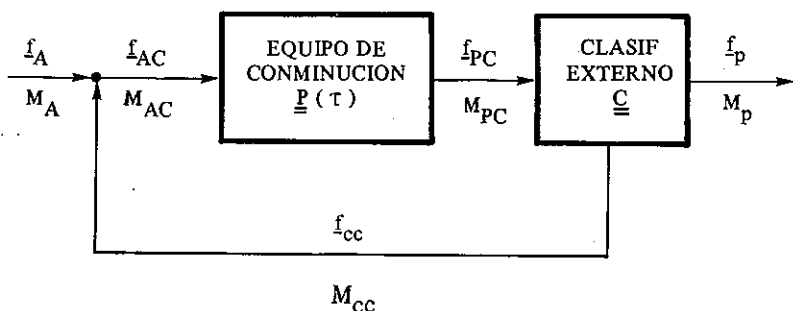 f_A
M_A
f_AC
M_AC
EQUIPO DE
CONMINUCION
P(τ)
f_PC
M_PC
CLASIF
EXTERNO
C
f_p
M_p
f_cc
M_cc